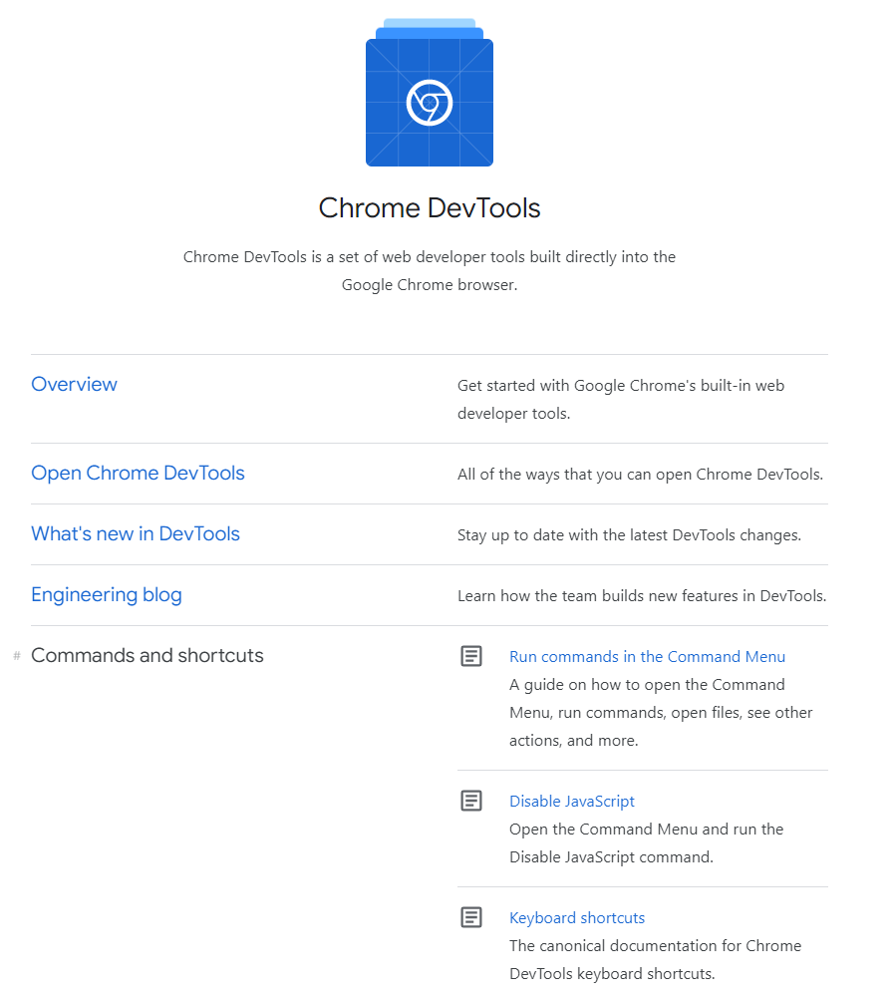 Chrome DevTools
Chrome DevTools is a set of web developer tools built directly into the
Google Chrome browser.
Overview
Get started with Google Chrome's built-in web
developer tools.
Open Chrome DevTools
All of the ways that you can open Chrome DevTools.
What's new in DevTools
Stay up to date with the latest DevTools changes.
Engineering blog
Learn how the team builds new features in DevTools.
# Commands and shortcuts
Run commands in the Command Menu
A guide on how to open the Command
Menu, run commands, open files, see other
actions, and more.
Disable JavaScript
Open the Command Menu and run the
Disable JavaScript command.
Keyboard shortcuts
The canonical documentation for Chrome
DevTools keyboard shortcuts.